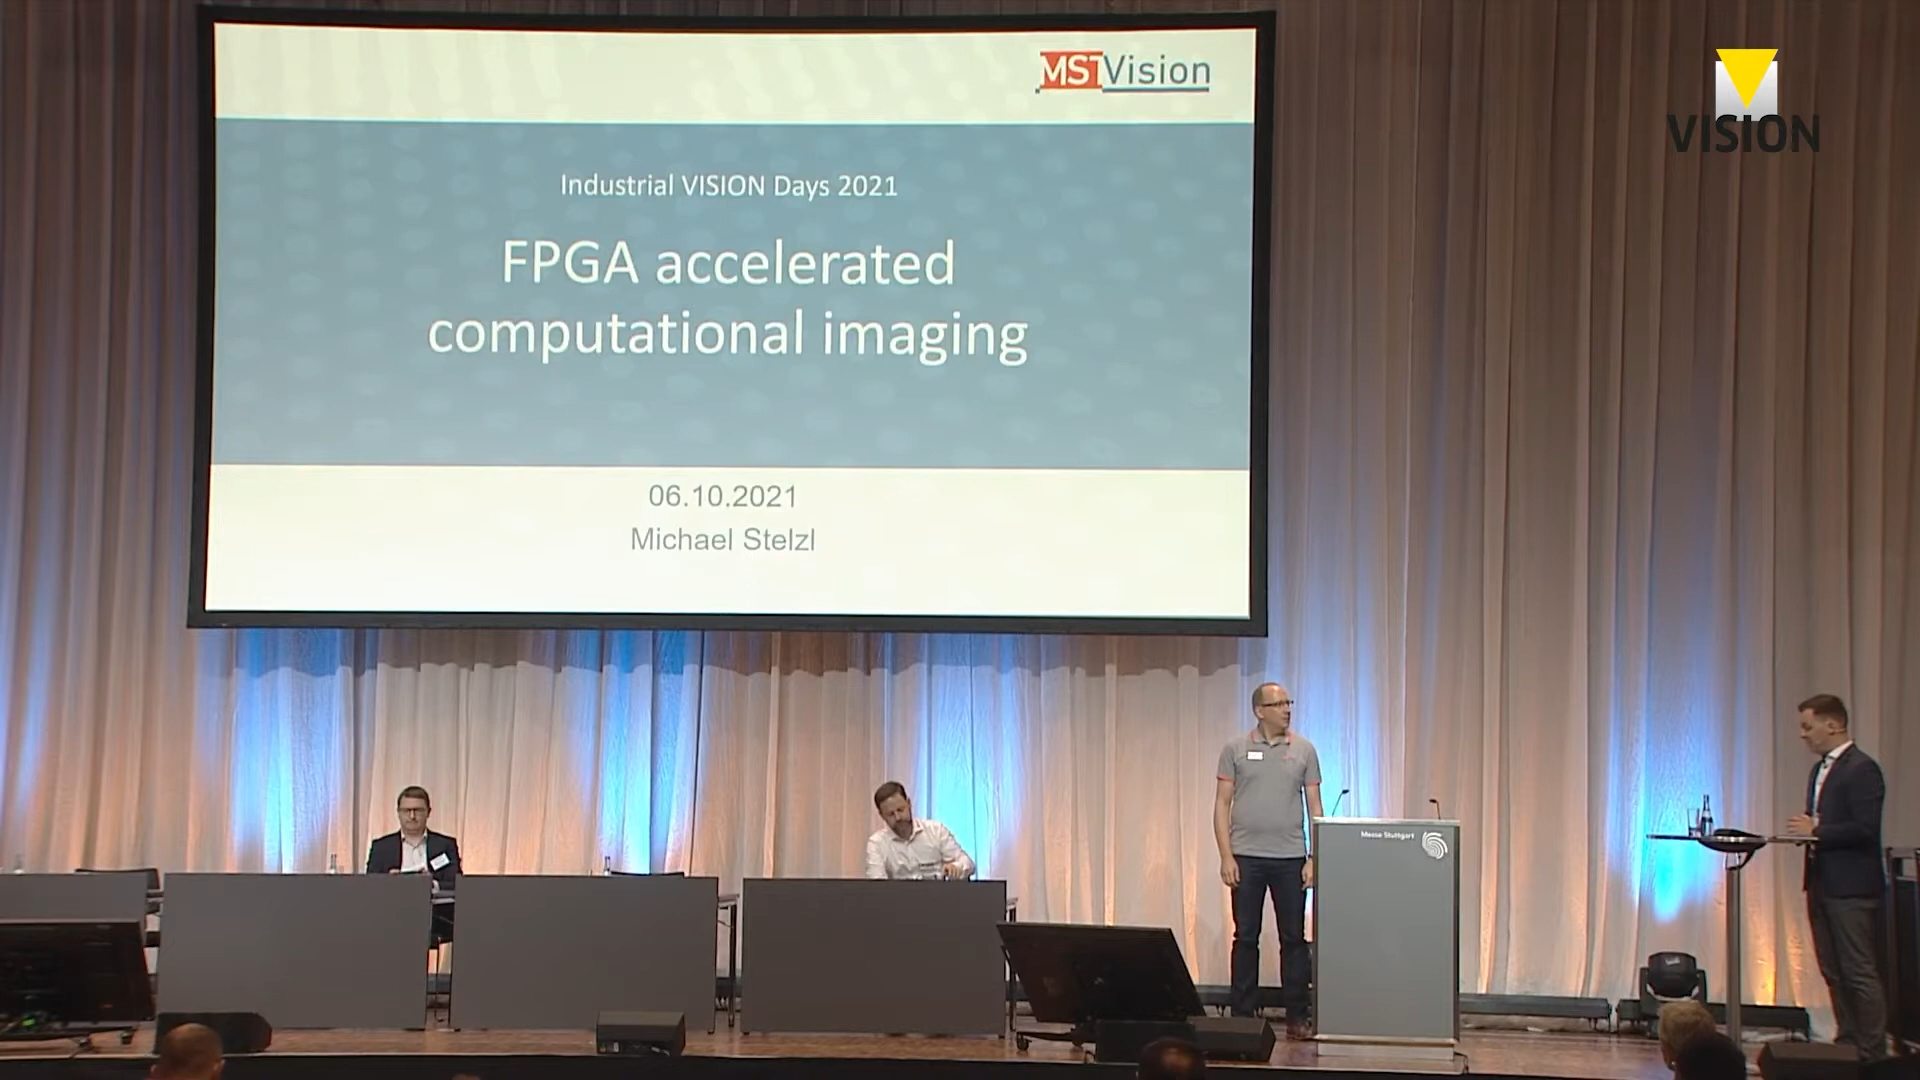 MSTVision
VISION
Industrial VISION Days 2021
FPGA accelerated
computational imaging
06.10.2021
Michael Stelzl
Messe Stuttgart